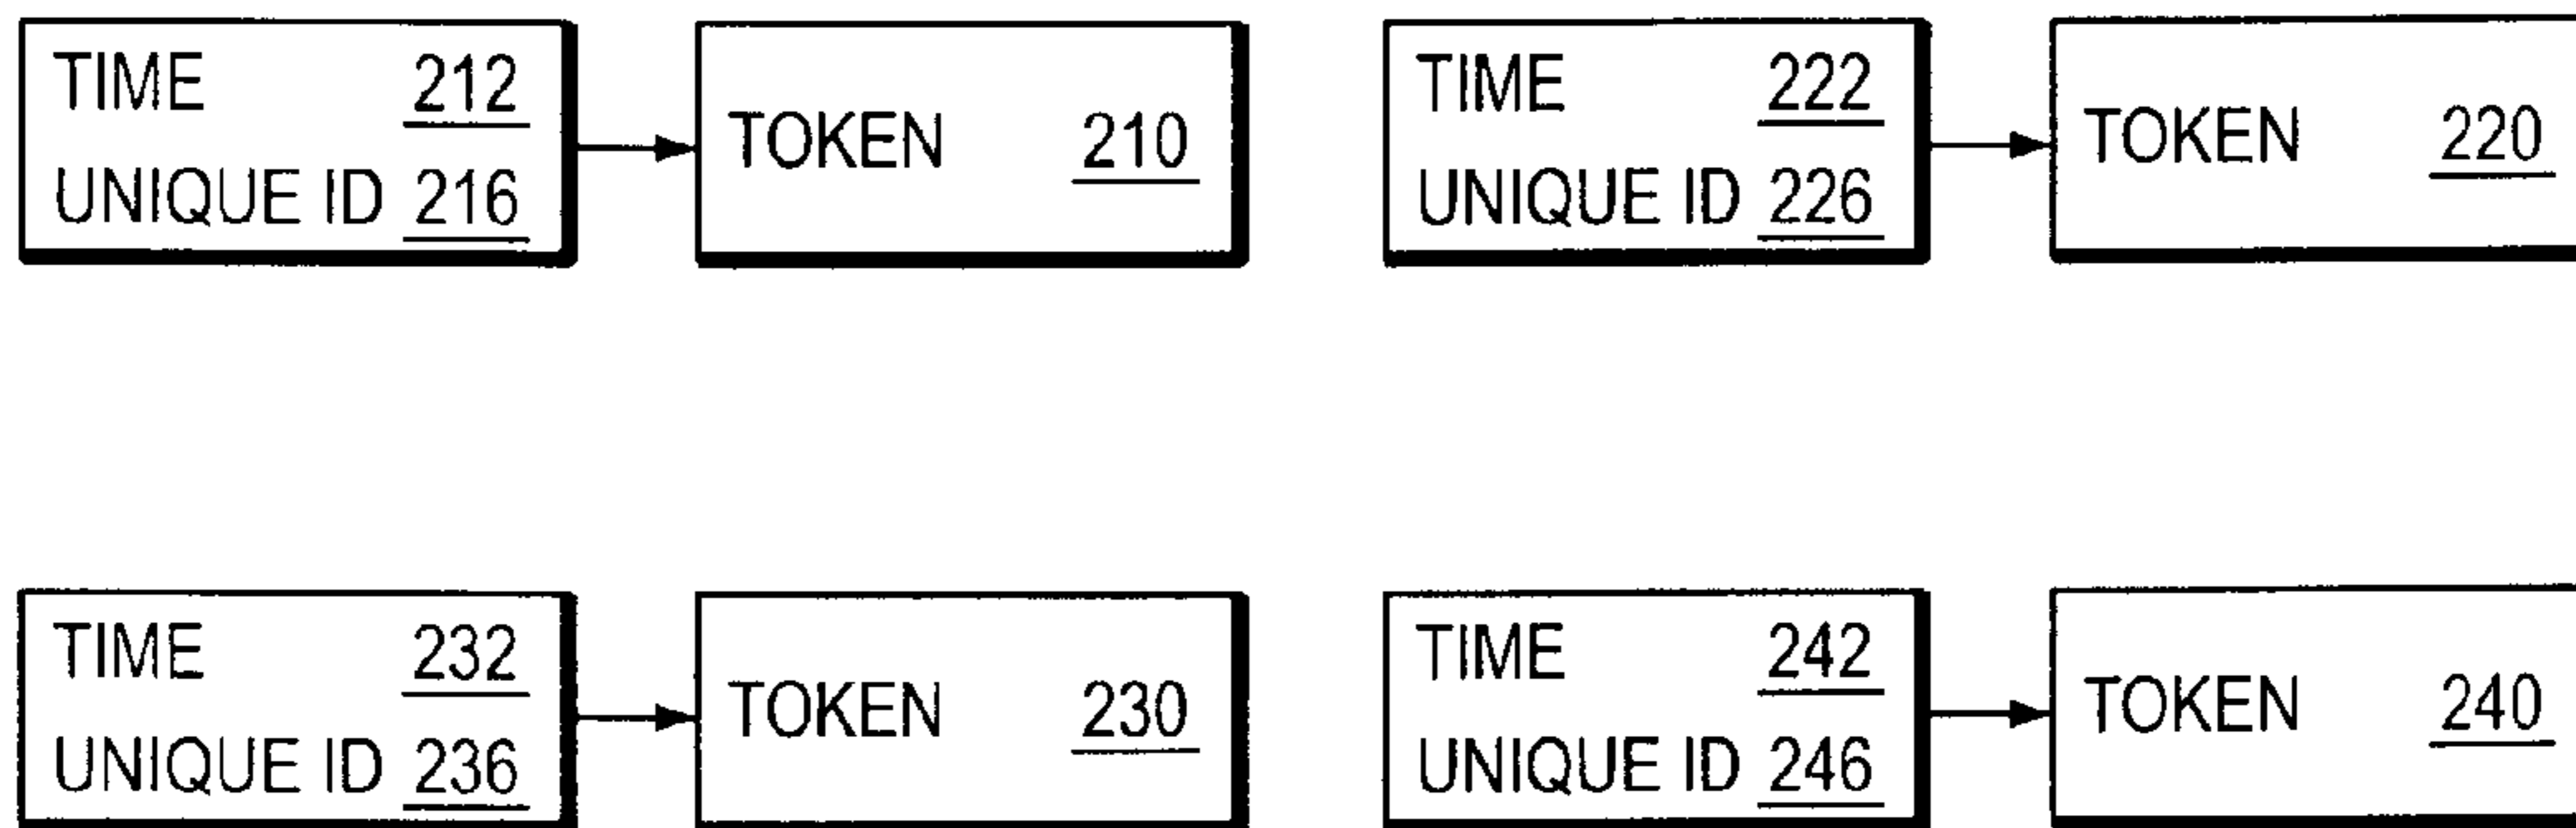 TIME 212
UNIQUE ID 216
TOKEN 210
TIME 222
UNIQUE ID 226
TOKEN 220
TIME 232
UNIQUE ID 236
TOKEN 230
TIME 242
UNIQUE ID 246
TOKEN 240